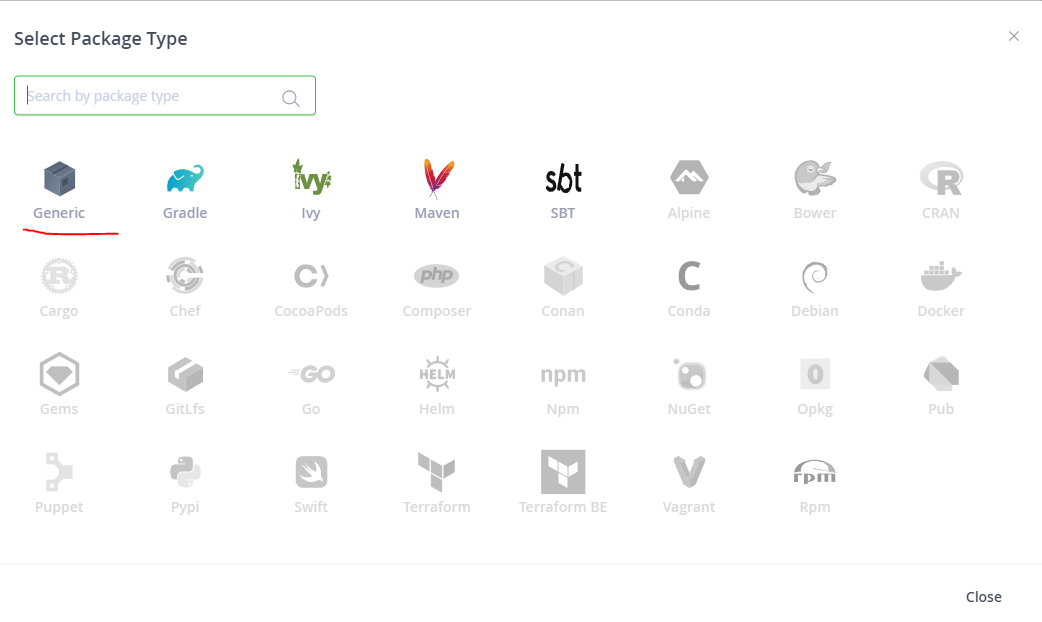 Select Package Type
Search by package type
ivy sbt R
Generic Gradle Ivy Maven SBT Alpine Bower CRAN
R C php C C
Cargo Chef CocoaPods Composer Conan Conda Debian Docker
GO HELM npm 0
Gems GitLfs Go Helm Npm NuGet Opkg Pub
rpm
Puppet Pypi Swift Terraform Terraform BE Vagrant Rpm
Close